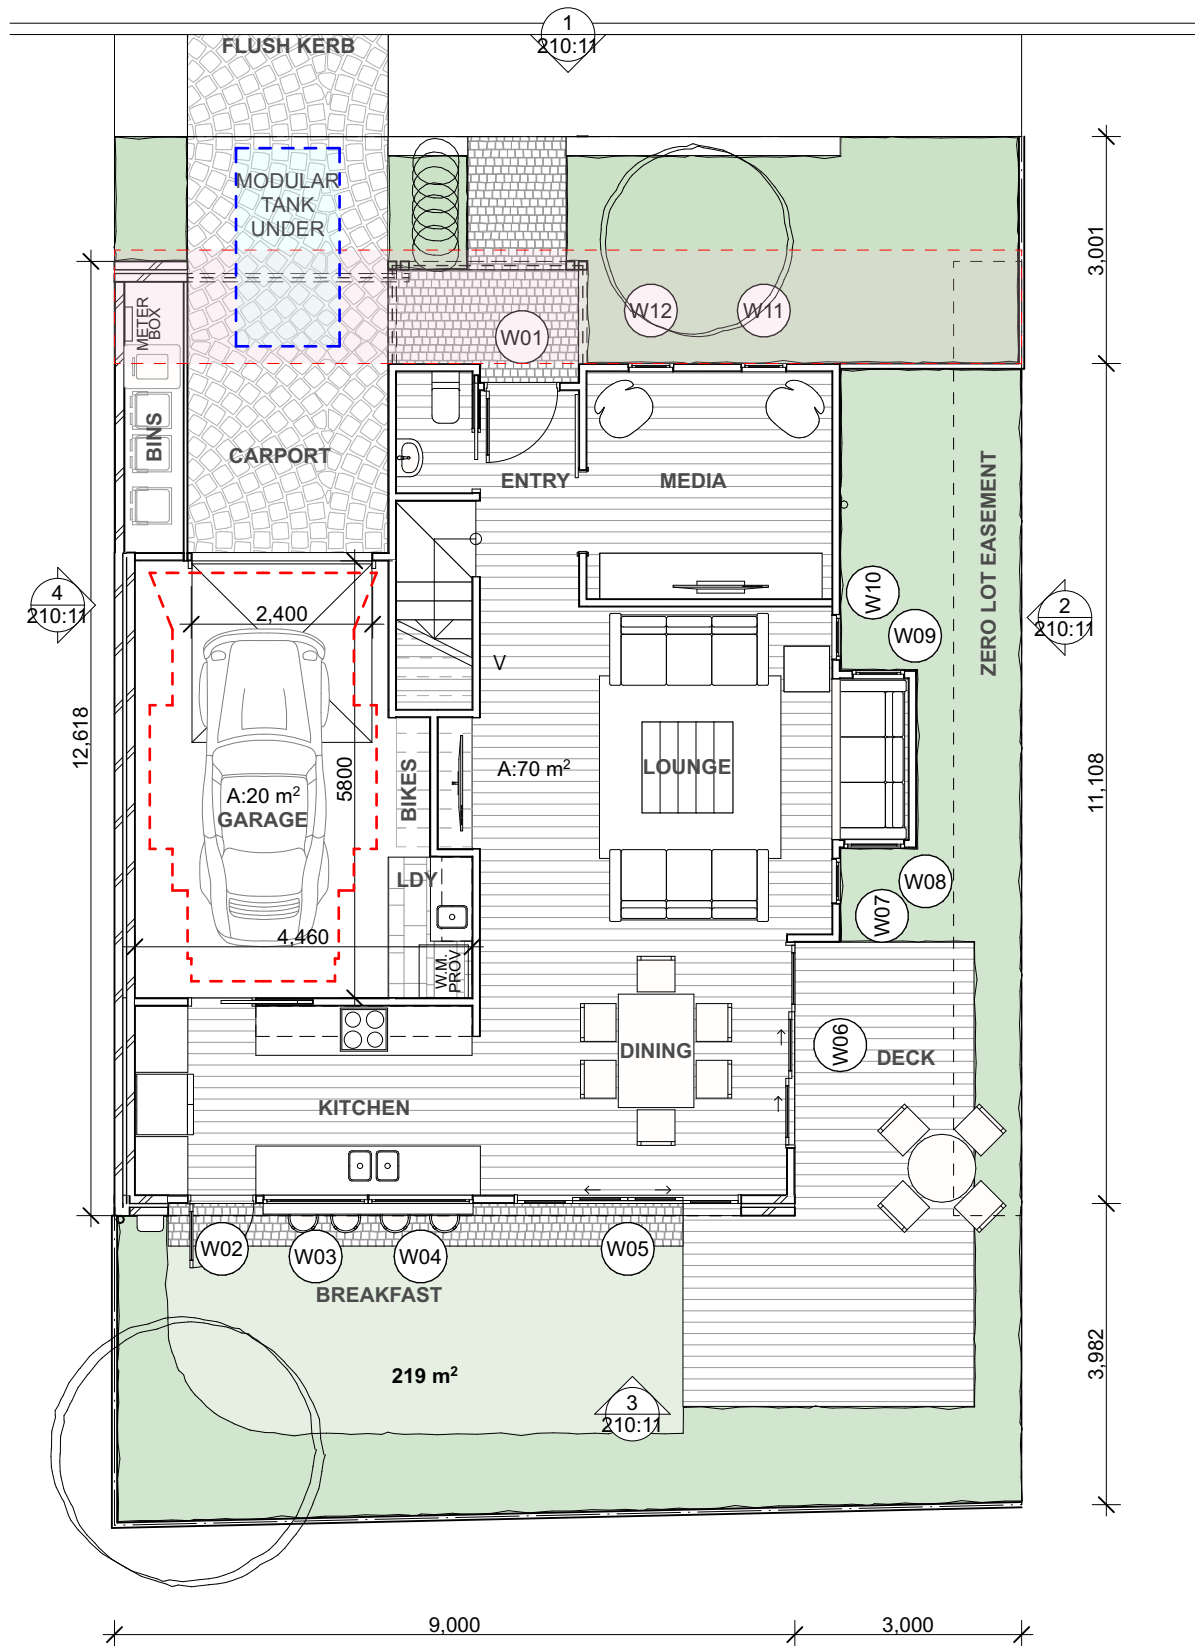 1
210:11
FLUSH KERB
MODULAR
TANK
UNDER
3,001
METER
BOX
W12
W11
W01
BINS
CARPORT
ENTRY
MEDIA
ZERO LOT EASEMENT
4
210:11
2,400
W10
W09
2
210:11
V
12,618
5800
BIKES
A:70 m²
LOUNGE
11,108
A:20 m²
GARAGE
LDY
W08
W07
4,460
W.M.
PROV
DINING
W06
DECK
KITCHEN
W02
W03
W04
W05
BREAKFAST
219 m²
3
210:11
3,982
9,000
3,000